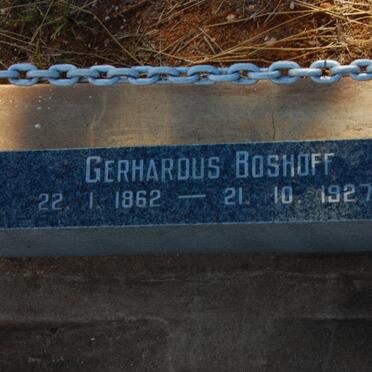 GERHARDUS BOSHOFF
22. 1. 1862 — 21. 10. 1927